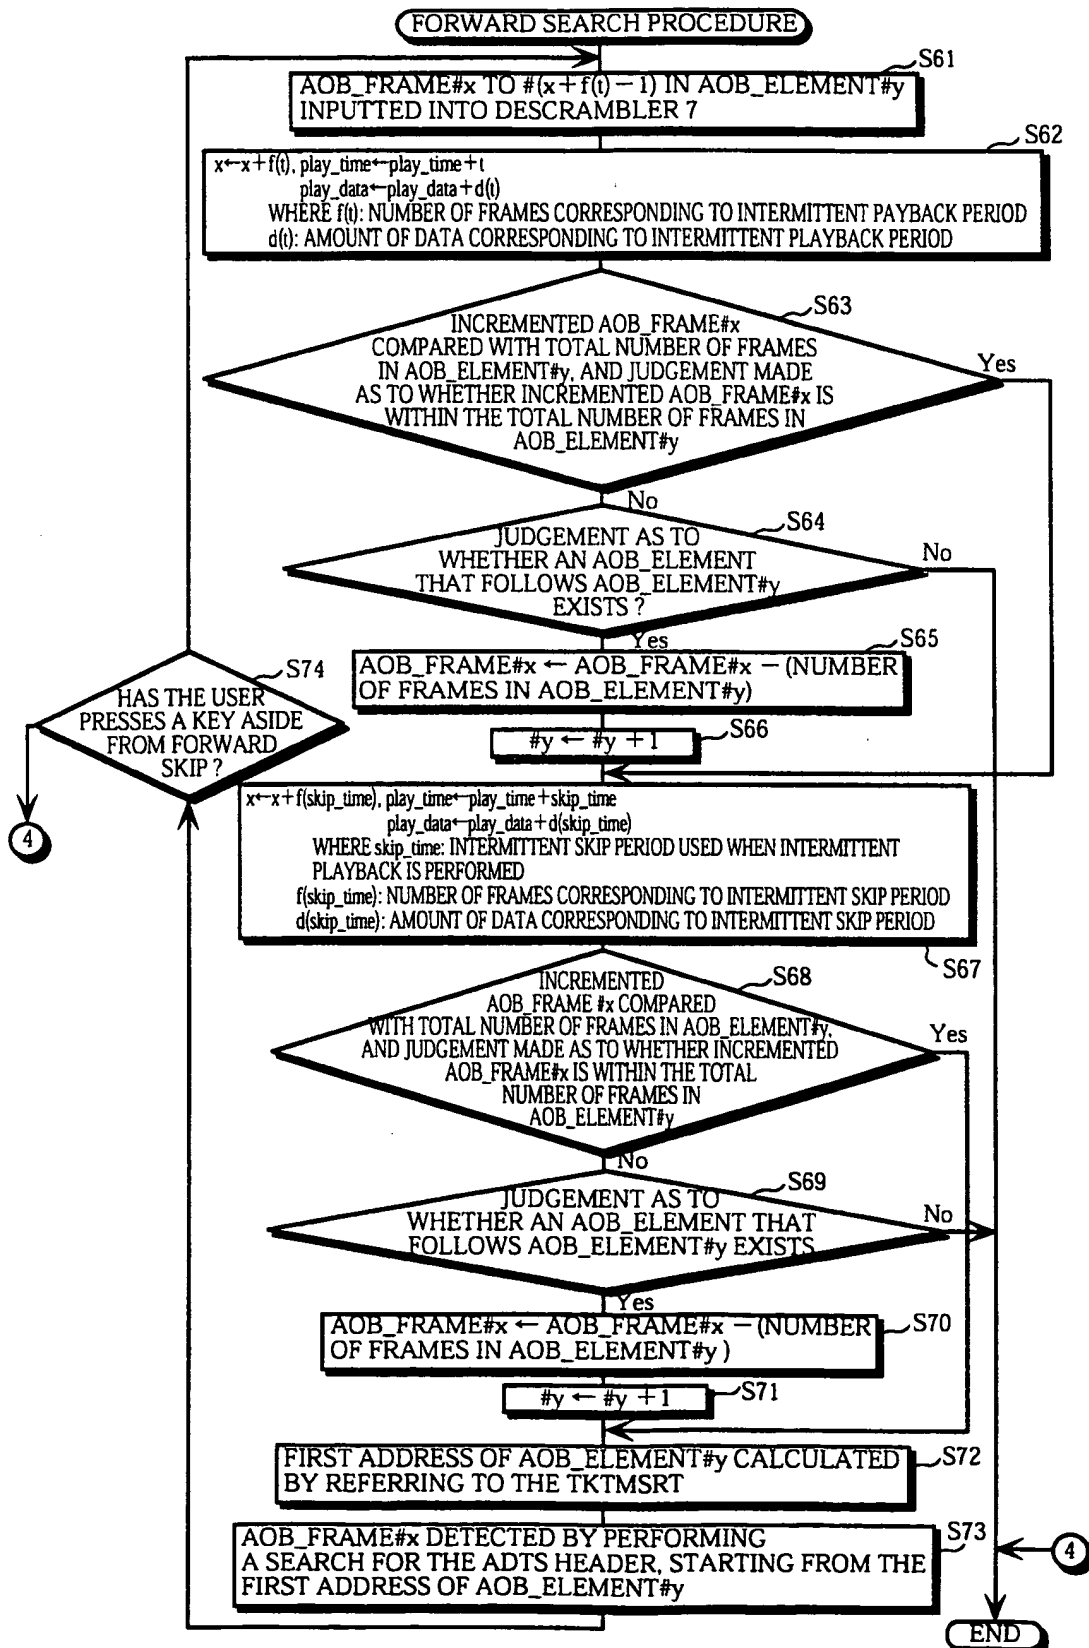 FORWARD SEARCH PROCEDURE
S61
AOB_FRAME#x TO #(x+f(t)-1) IN AOB_ELEMENT#y
INPUTTED INTO DESCRAMBLER 7
S62
x←x+f(t), play_time←play_time+t
play_data←play_data+d(t)
WHERE f(t): NUMBER OF FRAMES CORRESPONDING TO INTERMITTENT PAYBACK PERIOD
d(t): AMOUNT OF DATA CORRESPONDING TO INTERMITTENT PLAYBACK PERIOD
S63
INCREMENTED AOB_FRAME#x
COMPARED WITH TOTAL NUMBER OF FRAMES
IN AOB_ELEMENT#y, AND JUDGEMENT MADE
AS TO WHETHER INCREMENTED AOB_FRAME#x IS
WITHIN THE TOTAL NUMBER OF FRAMES IN
AOB_ELEMENT#y
Yes
No
S64
JUDGEMENT AS TO
WHETHER AN AOB_ELEMENT
THAT FOLLOWS AOB_ELEMENT#y
EXISTS ?
No
Yes
S65
AOB_FRAME#x ← AOB_FRAME#x − (NUMBER
OF FRAMES IN AOB_ELEMENT#y)
S74
HAS THE USER
PRESSES A KEY ASIDE
FROM FORWARD
SKIP ?
4
S66
#y ← #y + 1
x←x+f(skip_time), play_time←play_time+skip_time
play_data←play_data+d(skip_time)
WHERE skip_time: INTERMITTENT SKIP PERIOD USED WHEN INTERMITTENT
PLAYBACK IS PERFORMED
f(skip_time): NUMBER OF FRAMES CORRESPONDING TO INTERMITTENT SKIP PERIOD
d(skip_time): AMOUNT OF DATA CORRESPONDING TO INTERMITTENT SKIP PERIOD
S67
S68
INCREMENTED
AOB_FRAME #x COMPARED
WITH TOTAL NUMBER OF FRAMES IN AOB_ELEMENT#y,
AND JUDGEMENT MADE AS TO WHETHER INCREMENTED
AOB_FRAME#x IS WITHIN THE TOTAL
NUMBER OF FRAMES IN
AOB_ELEMENT#y
Yes
No
S69
JUDGEMENT AS TO
WHETHER AN AOB_ELEMENT THAT
FOLLOWS AOB_ELEMENT#y EXISTS
No
Yes
AOB_FRAME#x ← AOB_FRAME#x − (NUMBER
OF FRAMES IN AOB_ELEMENT#y )
S70
#y ← #y + 1
S71
FIRST ADDRESS OF AOB_ELEMENT#y CALCULATED
BY REFERRING TO THE TKTMSRT
S72
AOB_FRAME#x DETECTED BY PERFORMING
A SEARCH FOR THE ADTS HEADER, STARTING FROM THE
FIRST ADDRESS OF AOB_ELEMENT#y
S73
4
END